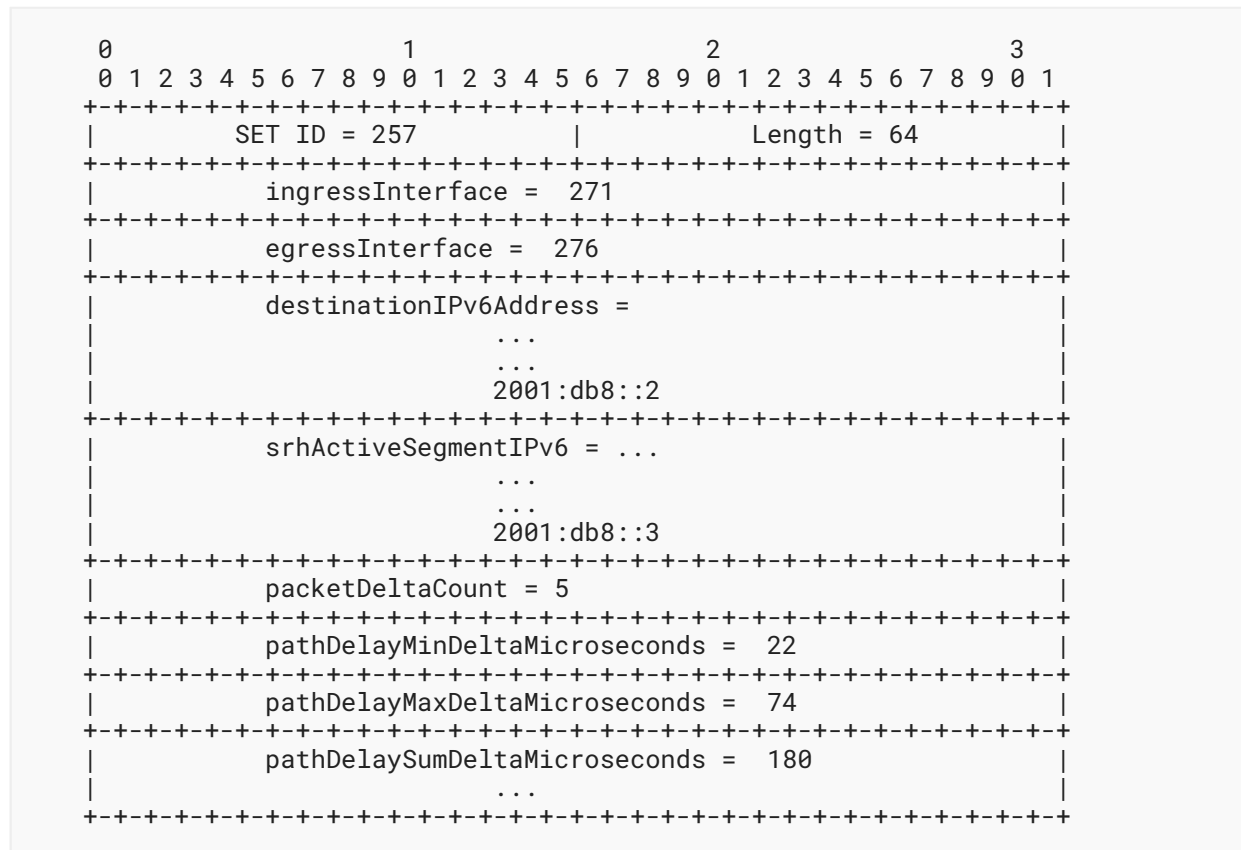 0                   1                   2                   3
 0 1 2 3 4 5 6 7 8 9 0 1 2 3 4 5 6 7 8 9 0 1 2 3 4 5 6 7 8 9 0 1
+-+-+-+-+-+-+-+-+-+-+-+-+-+-+-+-+-+-+-+-+-+-+-+-+-+-+-+-+-+-+-+-+
|         SET ID = 257          |           Length = 64         |
+-+-+-+-+-+-+-+-+-+-+-+-+-+-+-+-+-+-+-+-+-+-+-+-+-+-+-+-+-+-+-+-+
|           ingressInterface =  271                             |
+-+-+-+-+-+-+-+-+-+-+-+-+-+-+-+-+-+-+-+-+-+-+-+-+-+-+-+-+-+-+-+-+
|           egressInterface =  276                              |
+-+-+-+-+-+-+-+-+-+-+-+-+-+-+-+-+-+-+-+-+-+-+-+-+-+-+-+-+-+-+-+-+
|           destinationIPv6Address =                            |
|                          ...                                  |
|                          ...                                  |
|                          2001:db8::2                          |
+-+-+-+-+-+-+-+-+-+-+-+-+-+-+-+-+-+-+-+-+-+-+-+-+-+-+-+-+-+-+-+-+
|           srhActiveSegmentIPv6 = ...                          |
|                          ...                                  |
|                          ...                                  |
|                          2001:db8::3                          |
+-+-+-+-+-+-+-+-+-+-+-+-+-+-+-+-+-+-+-+-+-+-+-+-+-+-+-+-+-+-+-+-+
|           packetDeltaCount = 5                                |
+-+-+-+-+-+-+-+-+-+-+-+-+-+-+-+-+-+-+-+-+-+-+-+-+-+-+-+-+-+-+-+-+
|           pathDelayMinDeltaMicroseconds =  22                 |
+-+-+-+-+-+-+-+-+-+-+-+-+-+-+-+-+-+-+-+-+-+-+-+-+-+-+-+-+-+-+-+-+
|           pathDelayMaxDeltaMicroseconds =  74                 |
+-+-+-+-+-+-+-+-+-+-+-+-+-+-+-+-+-+-+-+-+-+-+-+-+-+-+-+-+-+-+-+-+
|           pathDelaySumDeltaMicroseconds =  180                |
|                          ...                                  |
+-+-+-+-+-+-+-+-+-+-+-+-+-+-+-+-+-+-+-+-+-+-+-+-+-+-+-+-+-+-+-+-+